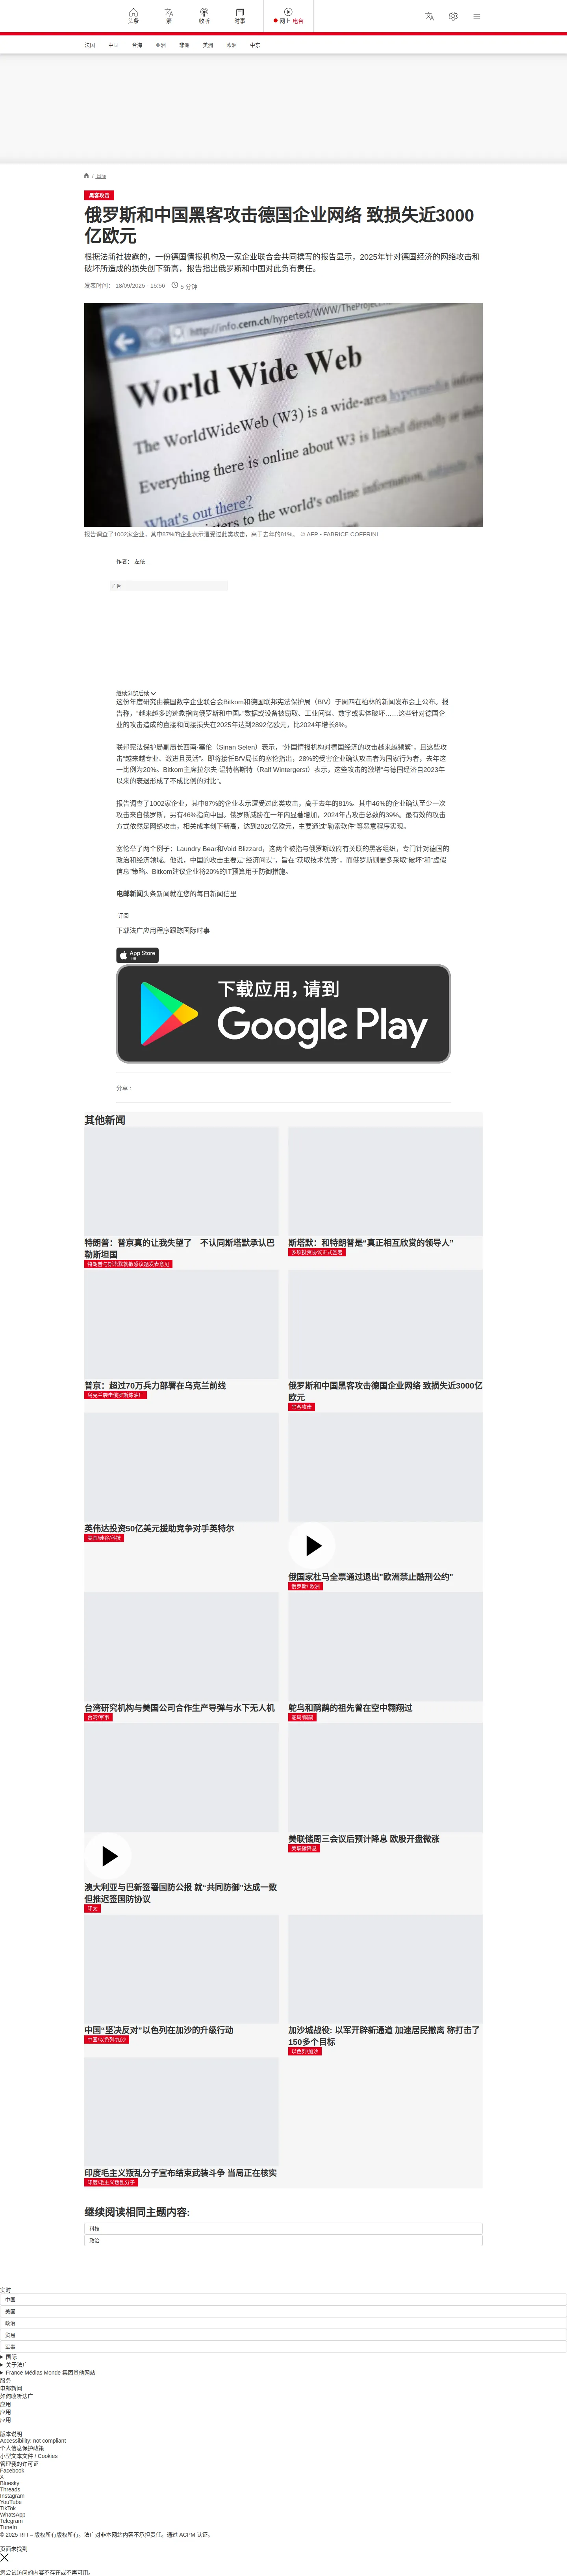 头条
繁
收听
时事
网上 电台
法国 中国 台海 亚洲 非洲 美洲 欧洲 中东
/ 国际
黑客攻击
俄罗斯和中国黑客攻击德国企业网络 致损失近3000
亿欧元
根据法新社披露的，一份德国情报机构及一家企业联合会共同撰写的报告显示，2025年针对德国经济的网络攻击和
破坏所造成的损失创下新高，报告指出俄罗斯和中国对此负有责任。
发表时间： 18/09/2025 - 15:56 5 分钟
http://info.cern.ch/hypertext/WWW/TheProject
World Wide Web
The WorldWideWeb (W3) is a wide-area hypermedia
Everything there is online about W3 is linked directly or
What's out there?
to the world's online information
报告调查了1002家企业，其中87%的企业表示遭受过此类攻击，高于去年的81%。 © AFP - FABRICE COFFRINI
作者： 左依
广告
继续浏览后续
这份年度研究由德国数字企业联合会Bitkom和德国联邦宪法保护局（BfV）于周四在柏林的新闻发布会上公布。报
告称，“越来越多的迹象指向俄罗斯和中国。”数据或设备被窃取、工业间谍、数字或实体破坏……这些针对德国企
业的攻击造成的直接和间接损失在2025年达到2892亿欧元，比2024年增长8%。
联邦宪法保护局副局长西南·塞伦（Sinan Selen）表示，“外国情报机构对德国经济的攻击越来越频繁”，且这些攻
击“越来越专业、激进且灵活”。即将接任BfV局长的塞伦指出，28%的受害企业确认攻击者为国家行为者，去年这
一比例为20%。Bitkom主席拉尔夫·温特格斯特（Ralf Wintergerst）表示，这些攻击的激增“与德国经济自2023年
以来的衰退形成了不成比例的对比”。
报告调查了1002家企业，其中87%的企业表示遭受过此类攻击，高于去年的81%。其中46%的企业确认至少一次
攻击来自俄罗斯，另有46%指向中国。俄罗斯威胁在一年内显著增加，2024年占攻击总数的39%。最有效的攻击
方式依然是网络攻击，相关成本创下新高，达到2020亿欧元，主要通过“勒索软件”等恶意程序实现。
塞伦举了两个例子：Laundry Bear和Void Blizzard，这两个被指与俄罗斯政府有关联的黑客组织，专门针对德国的
政治和经济领域。他说，中国的攻击主要是“经济间谍”，旨在“获取技术优势”，而俄罗斯则更多采取“破坏”和“虚假
信息”策略。Bitkom建议企业将20%的IT预算用于防御措施。
电邮新闻头条新闻就在您的每日新闻信里
订阅
下载法广应用程序跟踪国际时事
App Store
下载
下载应用，请到
Google Play
分享 :
其他新闻
特朗普：普京真的让我失望了　不认同斯塔默承认巴
勒斯坦国
特朗普与斯塔默就敏感议题发表意见
斯塔默：和特朗普是“真正相互欣赏的领导人”
多项投资协议正式签署
普京：超过70万兵力部署在乌克兰前线
乌克兰袭击俄罗斯炼油厂
俄罗斯和中国黑客攻击德国企业网络 致损失近3000亿
欧元
黑客攻击
英伟达投资50亿美元援助竞争对手英特尔
美国/硅谷/科技
俄国家杜马全票通过退出“欧洲禁止酷刑公约”
俄罗斯/ 欧洲
台湾研究机构与美国公司合作生产导弹与水下无人机
台湾/军事
鸵鸟和鹋鹋的祖先曾在空中翱翔过
鸵鸟/鹋鹋
澳大利亚与巴新签署国防公报 就“共同防御”达成一致
但推迟签国防协议
印太
美联储周三会议后预计降息 欧股开盘微涨
美联储降息
中国“坚决反对”以色列在加沙的升级行动
中国/以色列/加沙
加沙城战役: 以军开辟新通道 加速居民撤离 称打击了
150多个目标
以色列/加沙
印度毛主义叛乱分子宣布结束武装斗争 当局正在核实
印度/毛主义叛乱分子
继续阅读相同主题内容:
科技
政治
实时
中国
美国
政治
贸易
军事
国际
关于法广
France Médias Monde 集团其他网站
服务
电邮新闻
如何收听法广
应用
应用
应用
版本说明
Accessibility: not compliant
个人信息保护政策
小型文本文件 / Cookies
管理我的许可证
Facebook
X
Bluesky
Threads
Instagram
YouTube
TikTok
WhatsApp
Telegram
TuneIn
© 2025 RFI – 版权所有版权所有。法广对非本网站内容不承担责任。通过 ACPM 认证。
页面未找到
您尝试访问的内容不存在或不再可用。